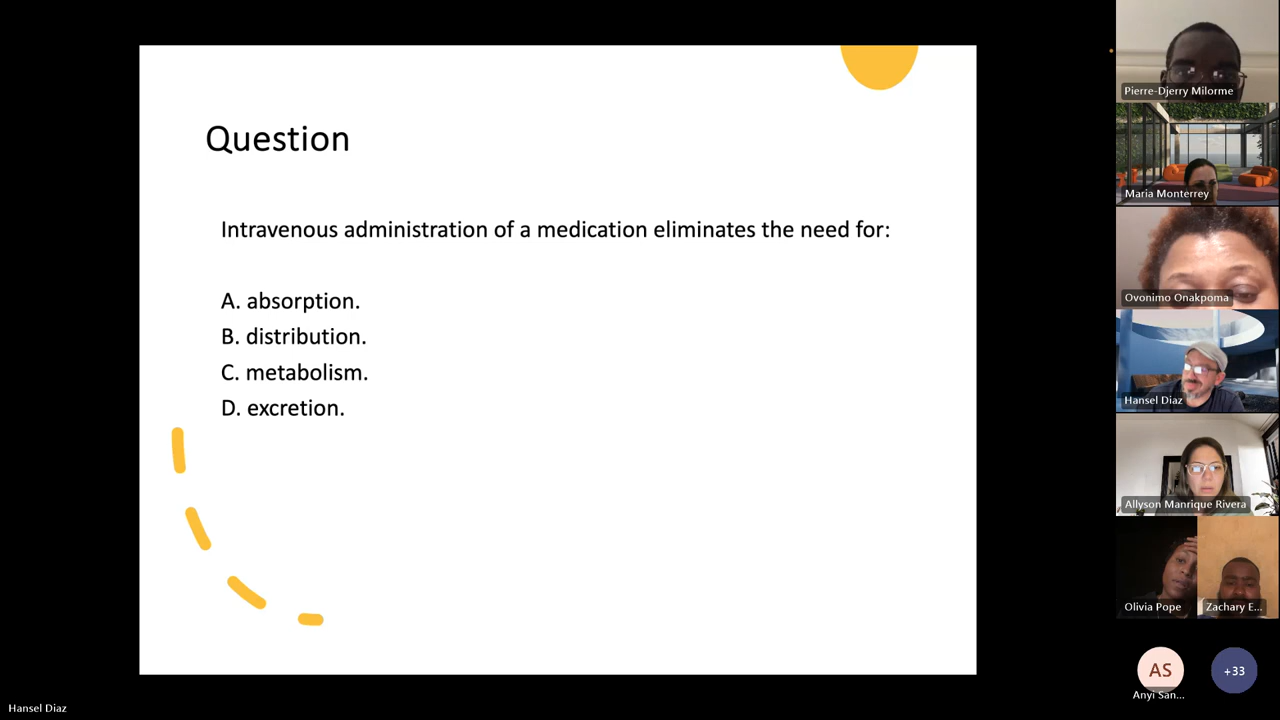 Question
Intravenous administration of a medication eliminates the need for:
A. absorption.
B. distribution.
C. metabolism.
D. excretion.
Pierre-Djerry Milorme
Maria Monterrey
Ovonimo Onakpoma
Hansel Diaz
Allyson Manrique Rivera
Olivia Pope
Zachary E...
AS
Anyi San...
+33
Hansel Diaz